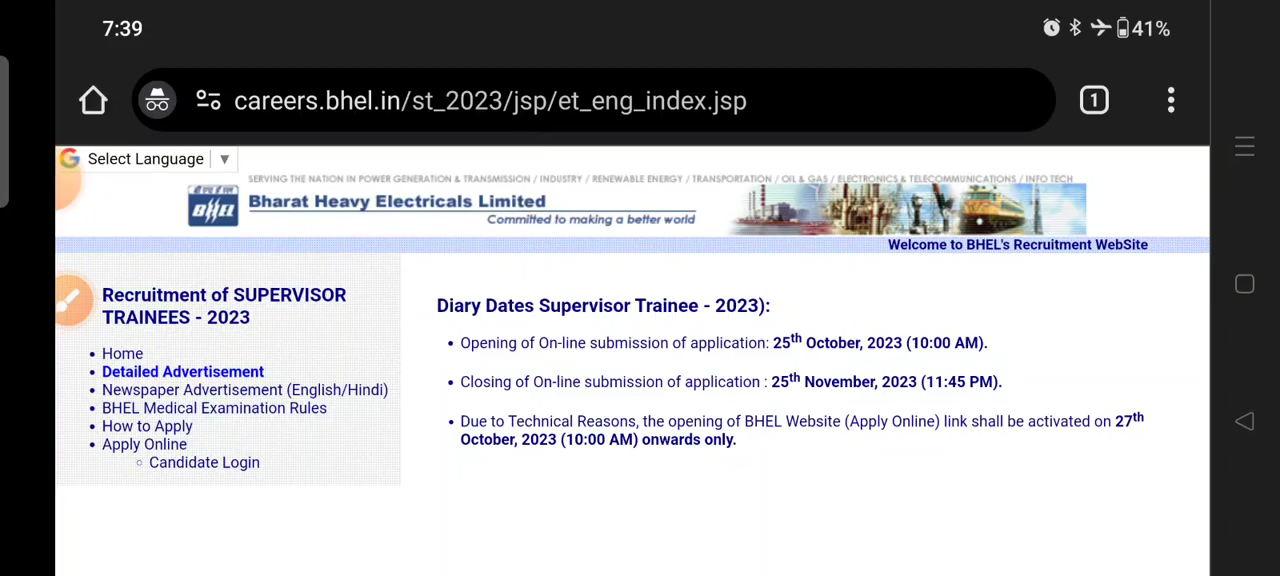 7:39
41%
careers.bhel.in/st_2023/jsp/et_eng_index.jsp
1
Select Language
SERVING THE NATION IN POWER GENERATION & TRANSMISSION / INDUSTRY / RENEWABLE ENERGY / TRANSPORTATION / OIL & GAS / ELECTRONICS & TELECOMMUNICATIONS / INFO TECH
BHEL
Bharat Heavy Electricals Limited
Committed to making a better world
Welcome to BHEL's Recruitment WebSite
Recruitment of SUPERVISOR
TRAINEES - 2023
Home
Detailed Advertisement
Newspaper Advertisement (English/Hindi)
BHEL Medical Examination Rules
How to Apply
Apply Online
Candidate Login
Diary Dates Supervisor Trainee - 2023):
Opening of On-line submission of application: 25th October, 2023 (10:00 AM).
Closing of On-line submission of application : 25th November, 2023 (11:45 PM).
Due to Technical Reasons, the opening of BHEL Website (Apply Online) link shall be activated on 27th
October, 2023 (10:00 AM) onwards only.